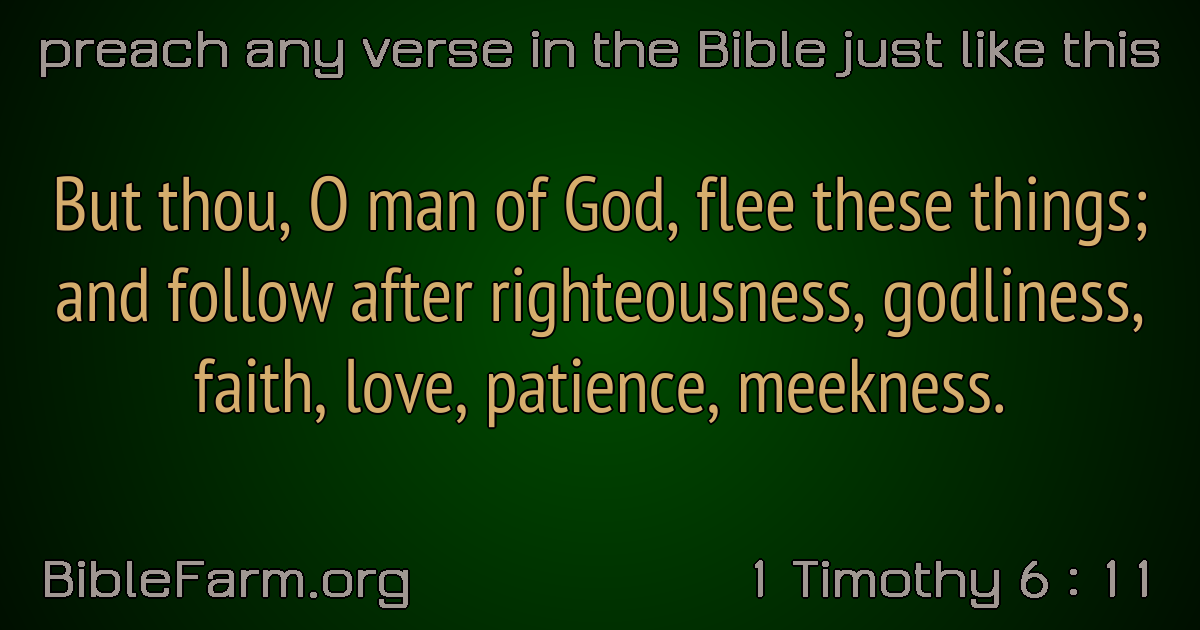 preach any verse in the Bible just like this
But thou, O man of God, flee these things;
and follow after righteousness, godliness,
faith, love, patience, meekness.
BibleFarm.org
1 Timothy 6 : 11